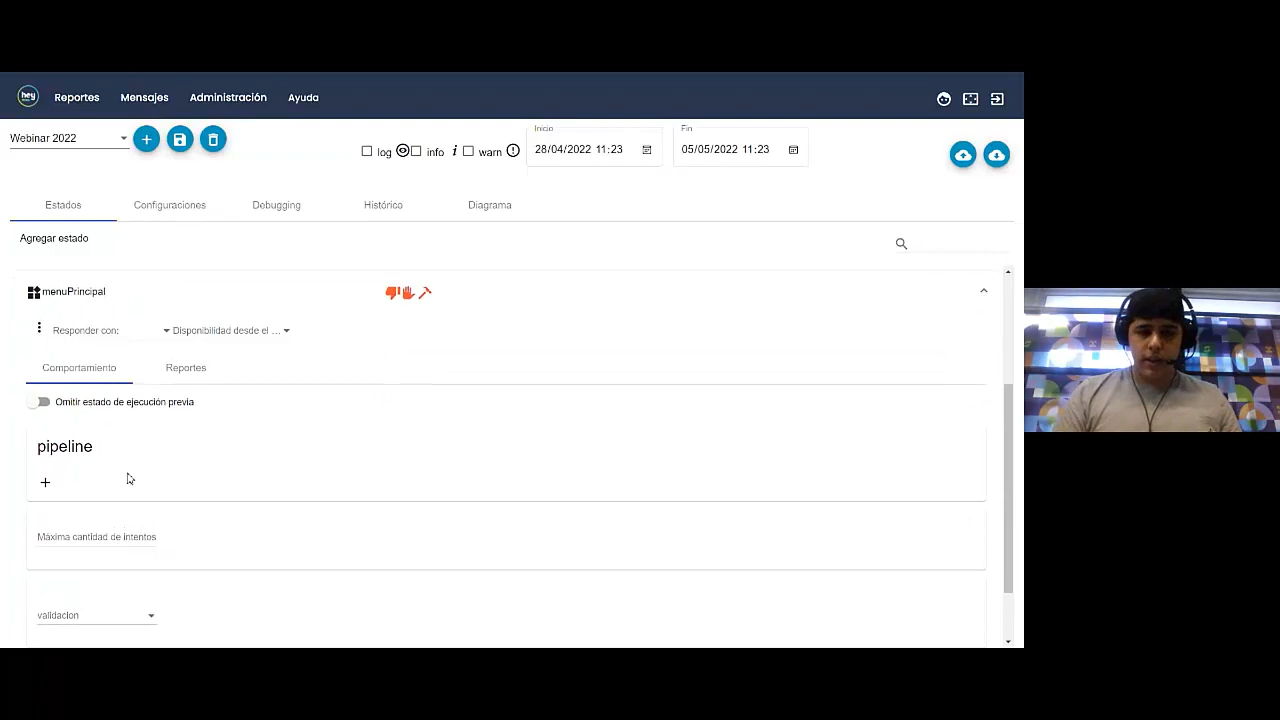 hey
Reportes
Mensajes
Administración
Ayuda
Webinar 2022
log
info
i
warn
Inicio
28/04/2022 11:23
Fin
05/05/2022 11:23
Estados
Configuraciones
Debugging
Histórico
Diagrama
Agregar estado
menuPrincipal
Responder con:
Disponibilidad desde el ...
Comportamiento
Reportes
Omitir estado de ejecución previa
pipeline
+
Máxima cantidad de intentos
validacion